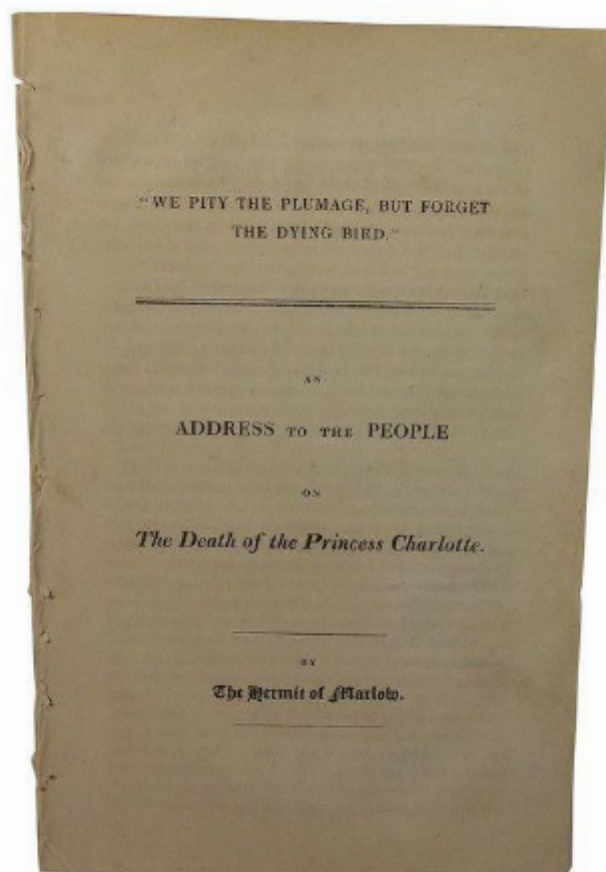 "WE PITY THE PLUMAGE, BUT FORGET
THE DYING BIRD."
AN
ADDRESS TO THE PEOPLE
ON
The Death of the Princess Charlotte.
BY
The Hermit of Marlow.